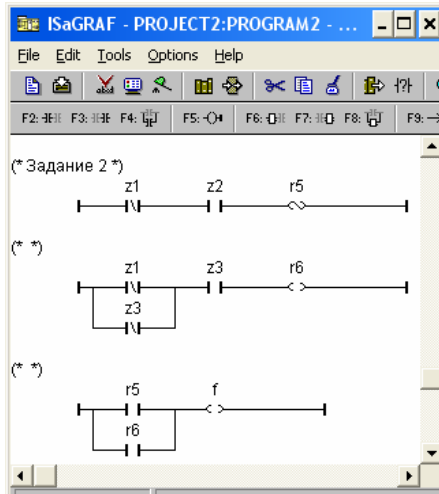 ISaGRAF - PROJECT2:PROGRAM2 - ...
File Edit Tools Options Help
F2: F3: F4: F5: F6: F7: F8: F9:
(* Задание 2 *)
z1 z2 r5
(* *)
z1 z3 r6
z3
(* *)
r5 f
r6